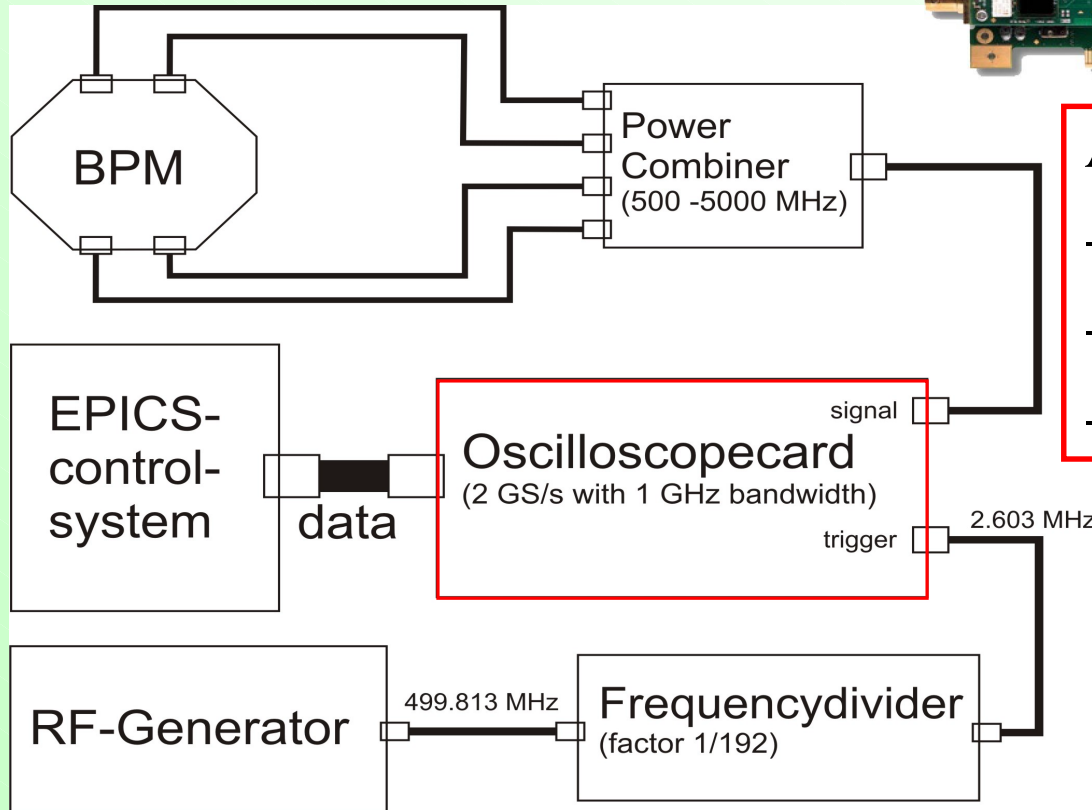 BPM
Power
Combiner
(500 -5000 MHz)
EPICS-
control-
system
data
signal
Oscilloscopecard
(2 GS/s with 1 GHz bandwidth)
trigger
2.603 MHz
RF-Generator
499.813 MHz
Frequencydivider
(factor 1/192)